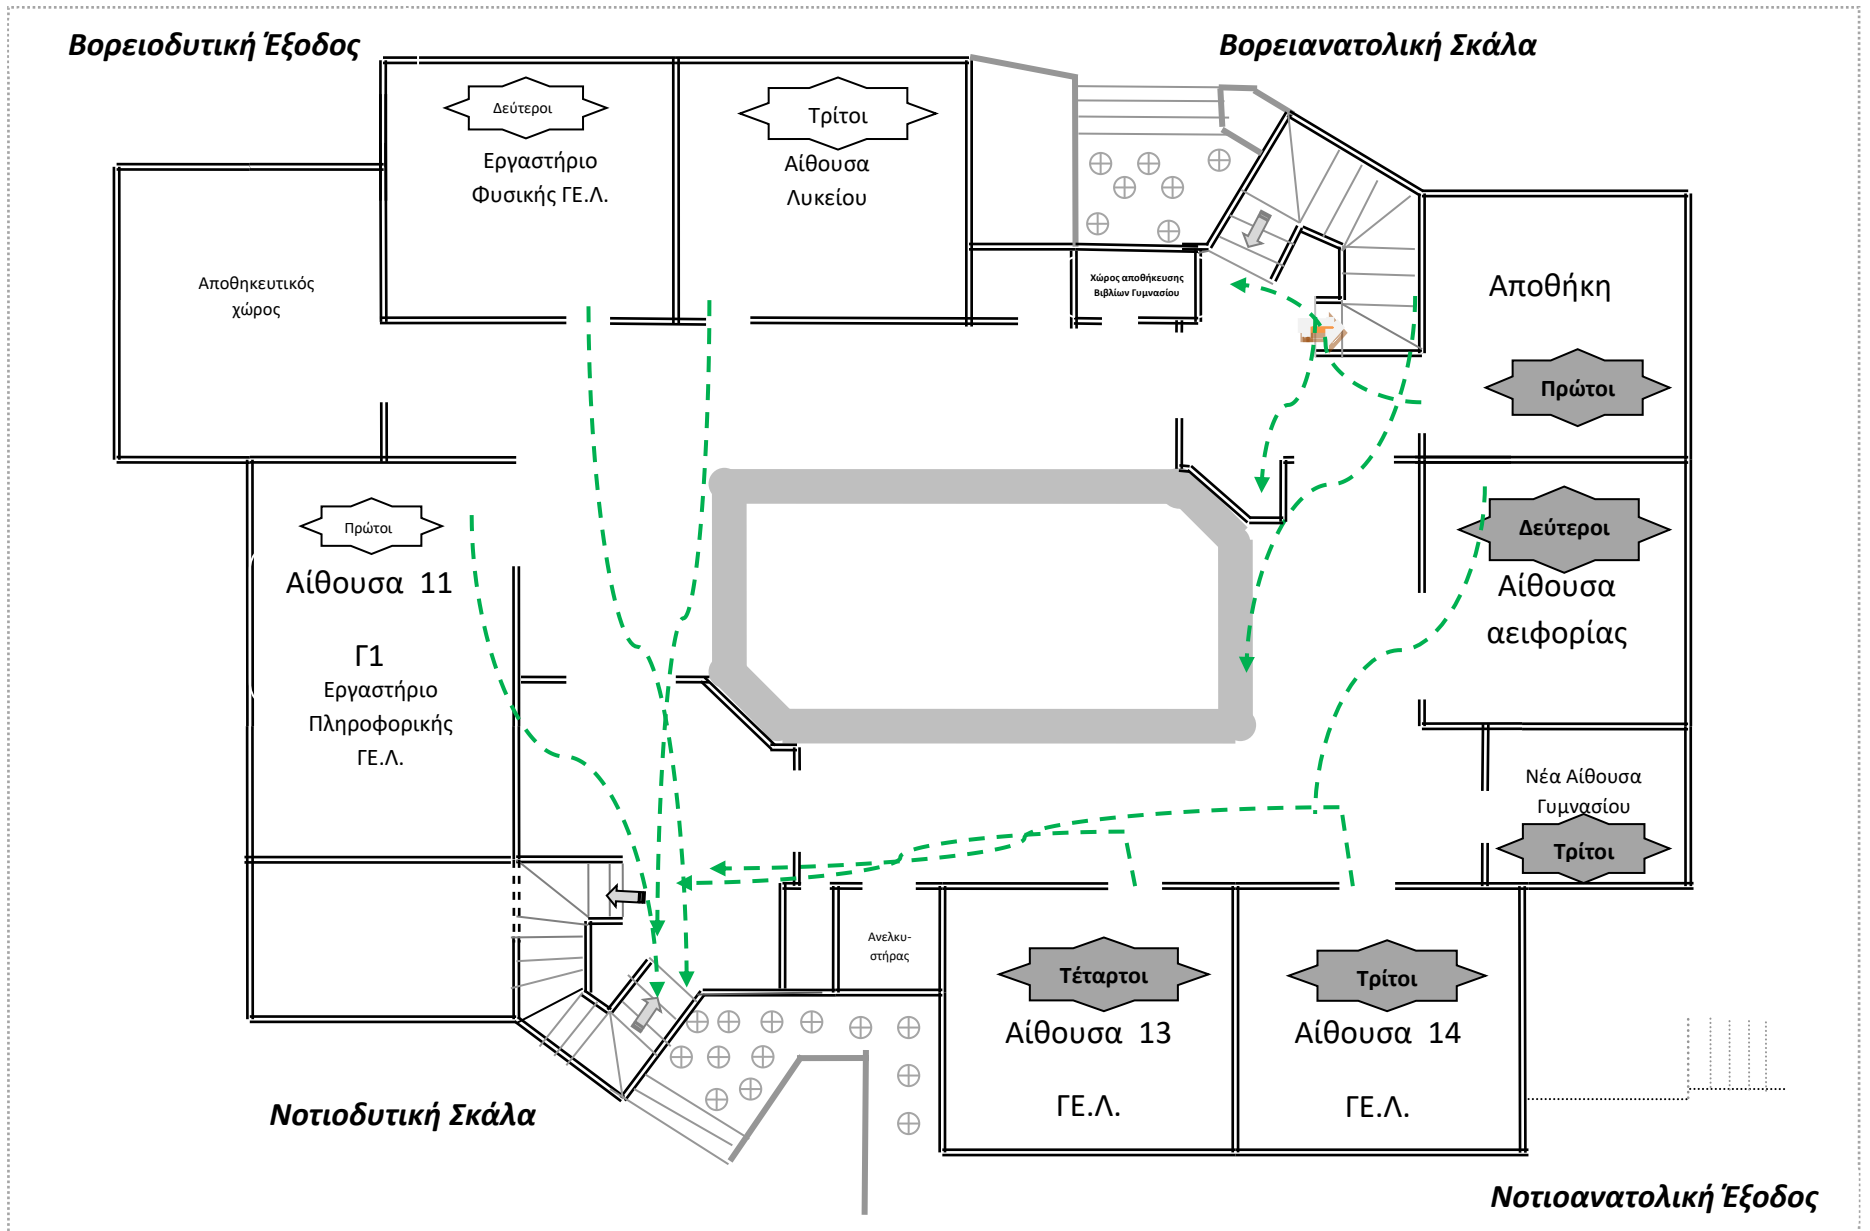 Βορειοδυτική Έξοδος
Βορειανατολική Σκάλα
Δεύτεροι
Εργαστήριο
Φυσικής ΓΕ.Λ.
Τρίτοι
Αίθουσα
Λυκείου
Αποθηκευτικός
χώρος
Χώρος αποθήκευσης
Βιβλίων Γυμνασίου
Αποθήκη
Πρώτοι
Πρώτοι
Αίθουσα 11
Γ1
Εργαστήριο
Πληροφορικής
ΓΕ.Λ.
Δεύτεροι
Αίθουσα
αειφορίας
Νέα Αίθουσα
Γυμνασίου
Τρίτοι
Ανελκυ-
στήρας
Τέταρτοι
Αίθουσα 13
ΓΕ.Λ.
Τρίτοι
Αίθουσα 14
ΓΕ.Λ.
Νοτιοδυτική Σκάλα
Νοτιοανατολική Έξοδος